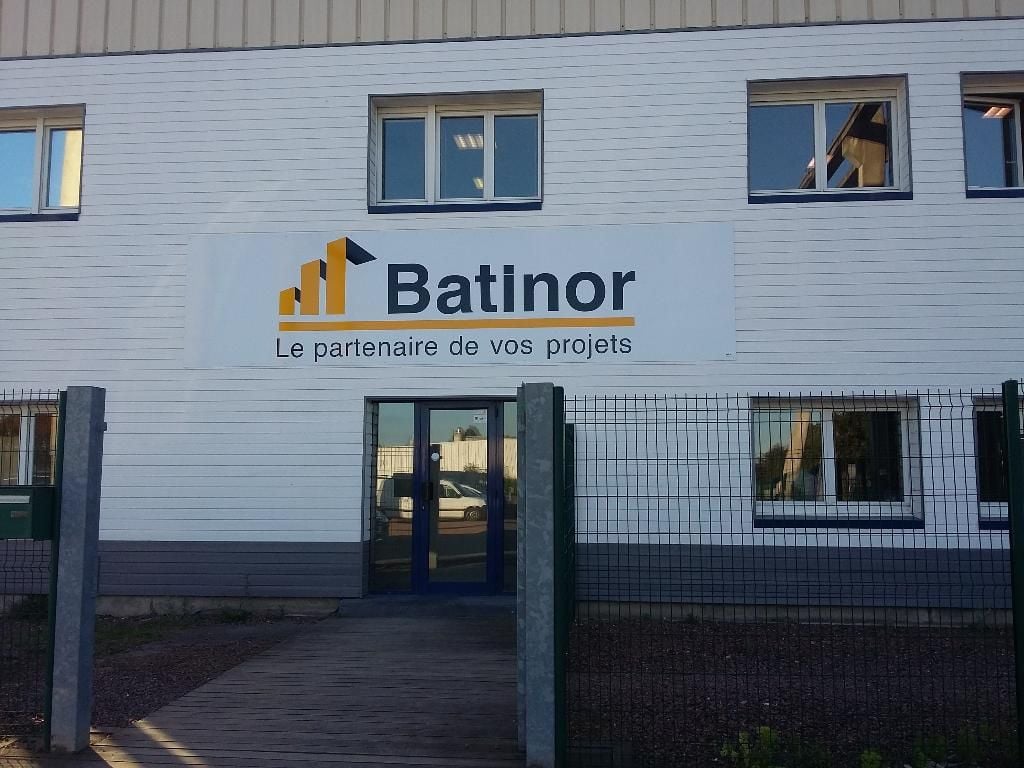 Batinor
Le partenaire de vos projets